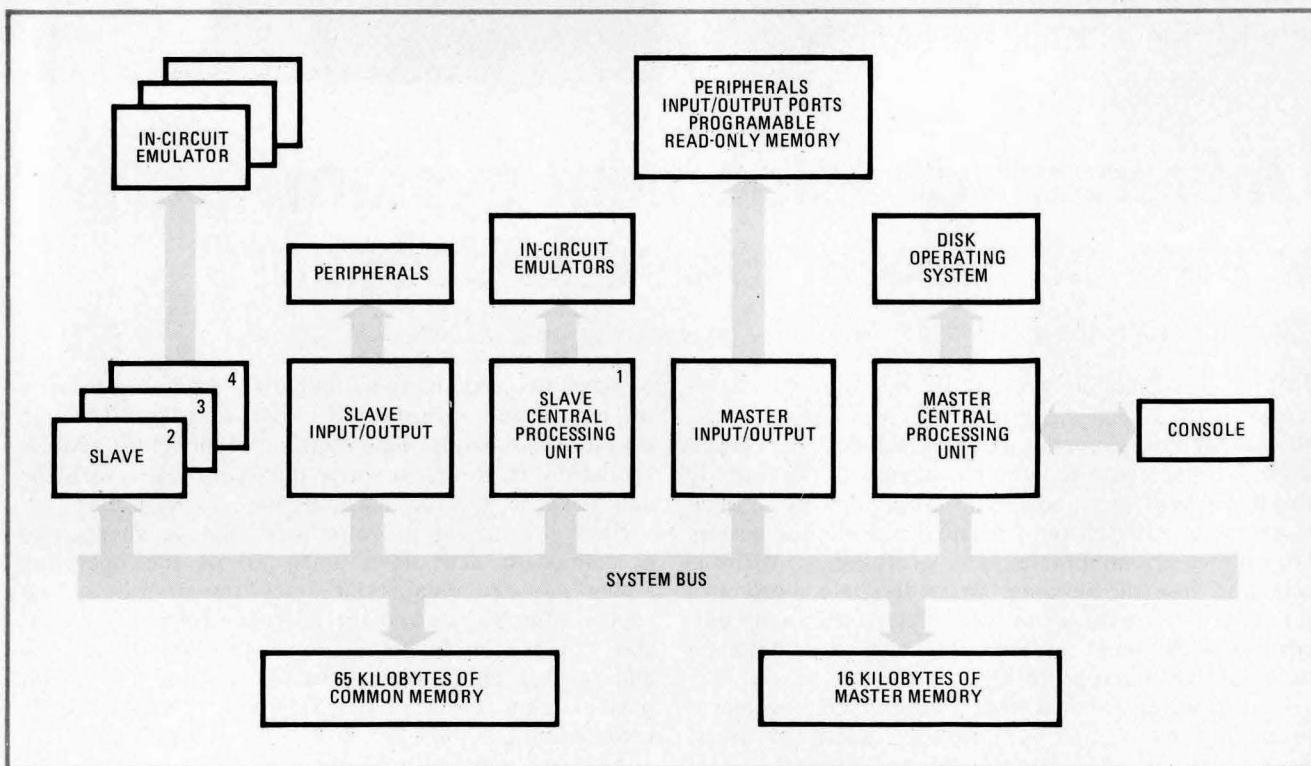 PERIPHERALS
INPUT/OUTPUT PORTS
PROGRAMABLE
READ-ONLY MEMORY
IN-CIRCUIT
EMULATOR
PERIPHERALS
IN-CIRCUIT
EMULATORS
DISK
OPERATING
SYSTEM
4
3
2
SLAVE
SLAVE
INPUT/OUTPUT
1
SLAVE
CENTRAL
PROCESSING
UNIT
MASTER
INPUT/OUTPUT
MASTER
CENTRAL
PROCESSING
UNIT
CONSOLE
SYSTEM BUS
65 KILOBYTES OF
COMMON MEMORY
16 KILOBYTES OF
MASTER MEMORY